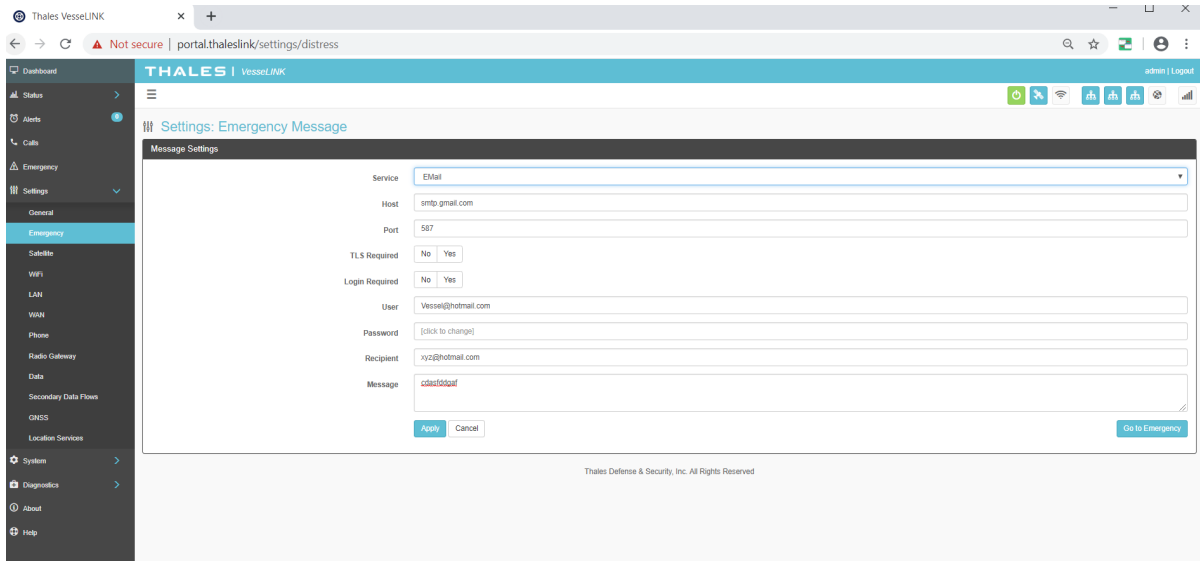 Thales VesseLINK
Not secure | portal.thaleslink/settings/distress
Dashboard
Status
Alerts 0
Calls
Emergency
Settings
General
Emergency
Satellite
WiFi
LAN
WAN
Phone
Radio Gateway
Data
Secondary Data Flows
GNSS
Location Services
System
Diagnostics
About
Help
THALES | VesseLINK
admin | Logout
Settings: Emergency Message
Message Settings
Service EMail
Host smtp.gmail.com
Port 587
TLS Required No Yes
Login Required No Yes
User Vessel@hotmail.com
Password [click to change]
Recipient xyz@hotmail.com
Message cdasfddgaf
Apply Cancel Go to Emergency
Thales Defense & Security, Inc. All Rights Reserved